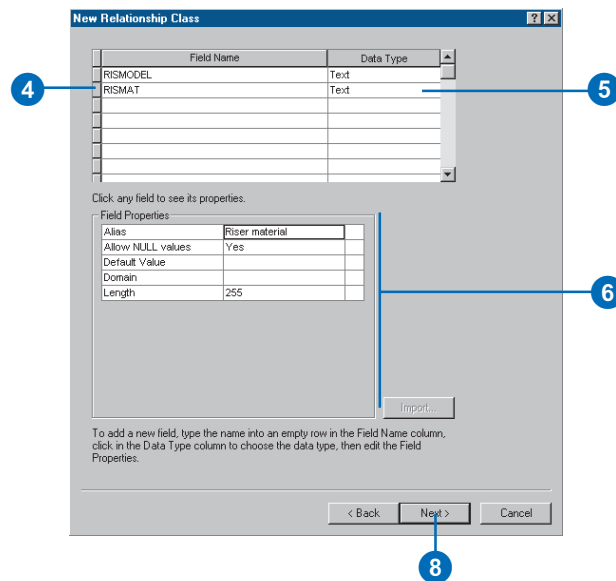 New Relationship Class
Field Name Data Type
RISMODEL Text
4 RISMAT Text 5
Click any field to see its properties.
Field Properties
Alias Riser material
Allow NULL values Yes
Default Value
Domain
Length 255
6
Import...
To add a new field, type the name into an empty row in the Field Name column,
click in the Data Type column to choose the data type, then edit the Field
Properties.
< Back Next > Cancel
8